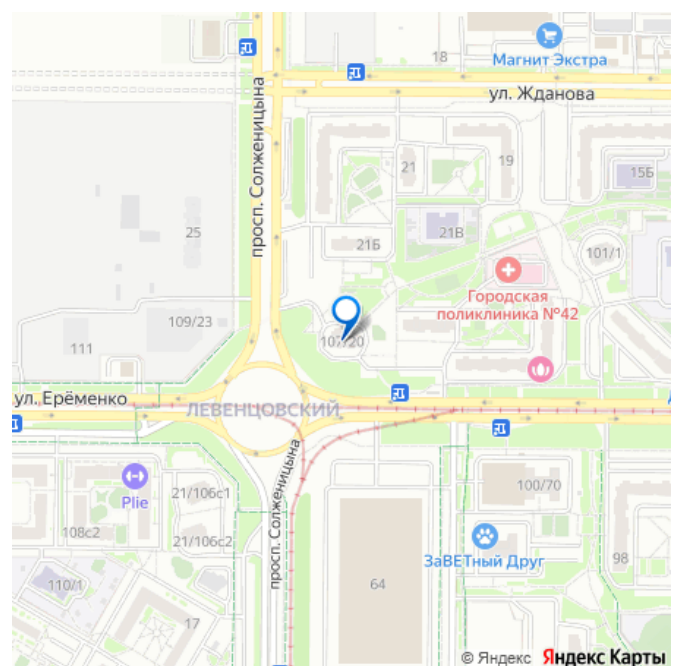 18
Магнит Экстра
ул. Жданова
просп. Солженицына
19
21
15Б
25
21В
21Б
101/1
Городская
поликлиника №42
109/23
107/20
111
ул. Ерёменко
ЛЕВЕНЦОВСКИЙ
просп. Солженицына
Plie
21/106с1
100/70
108с2
21/106с2
ЗаВЕТный Друг
98
110/1
64
17
© Яндекс Яндекс Карты